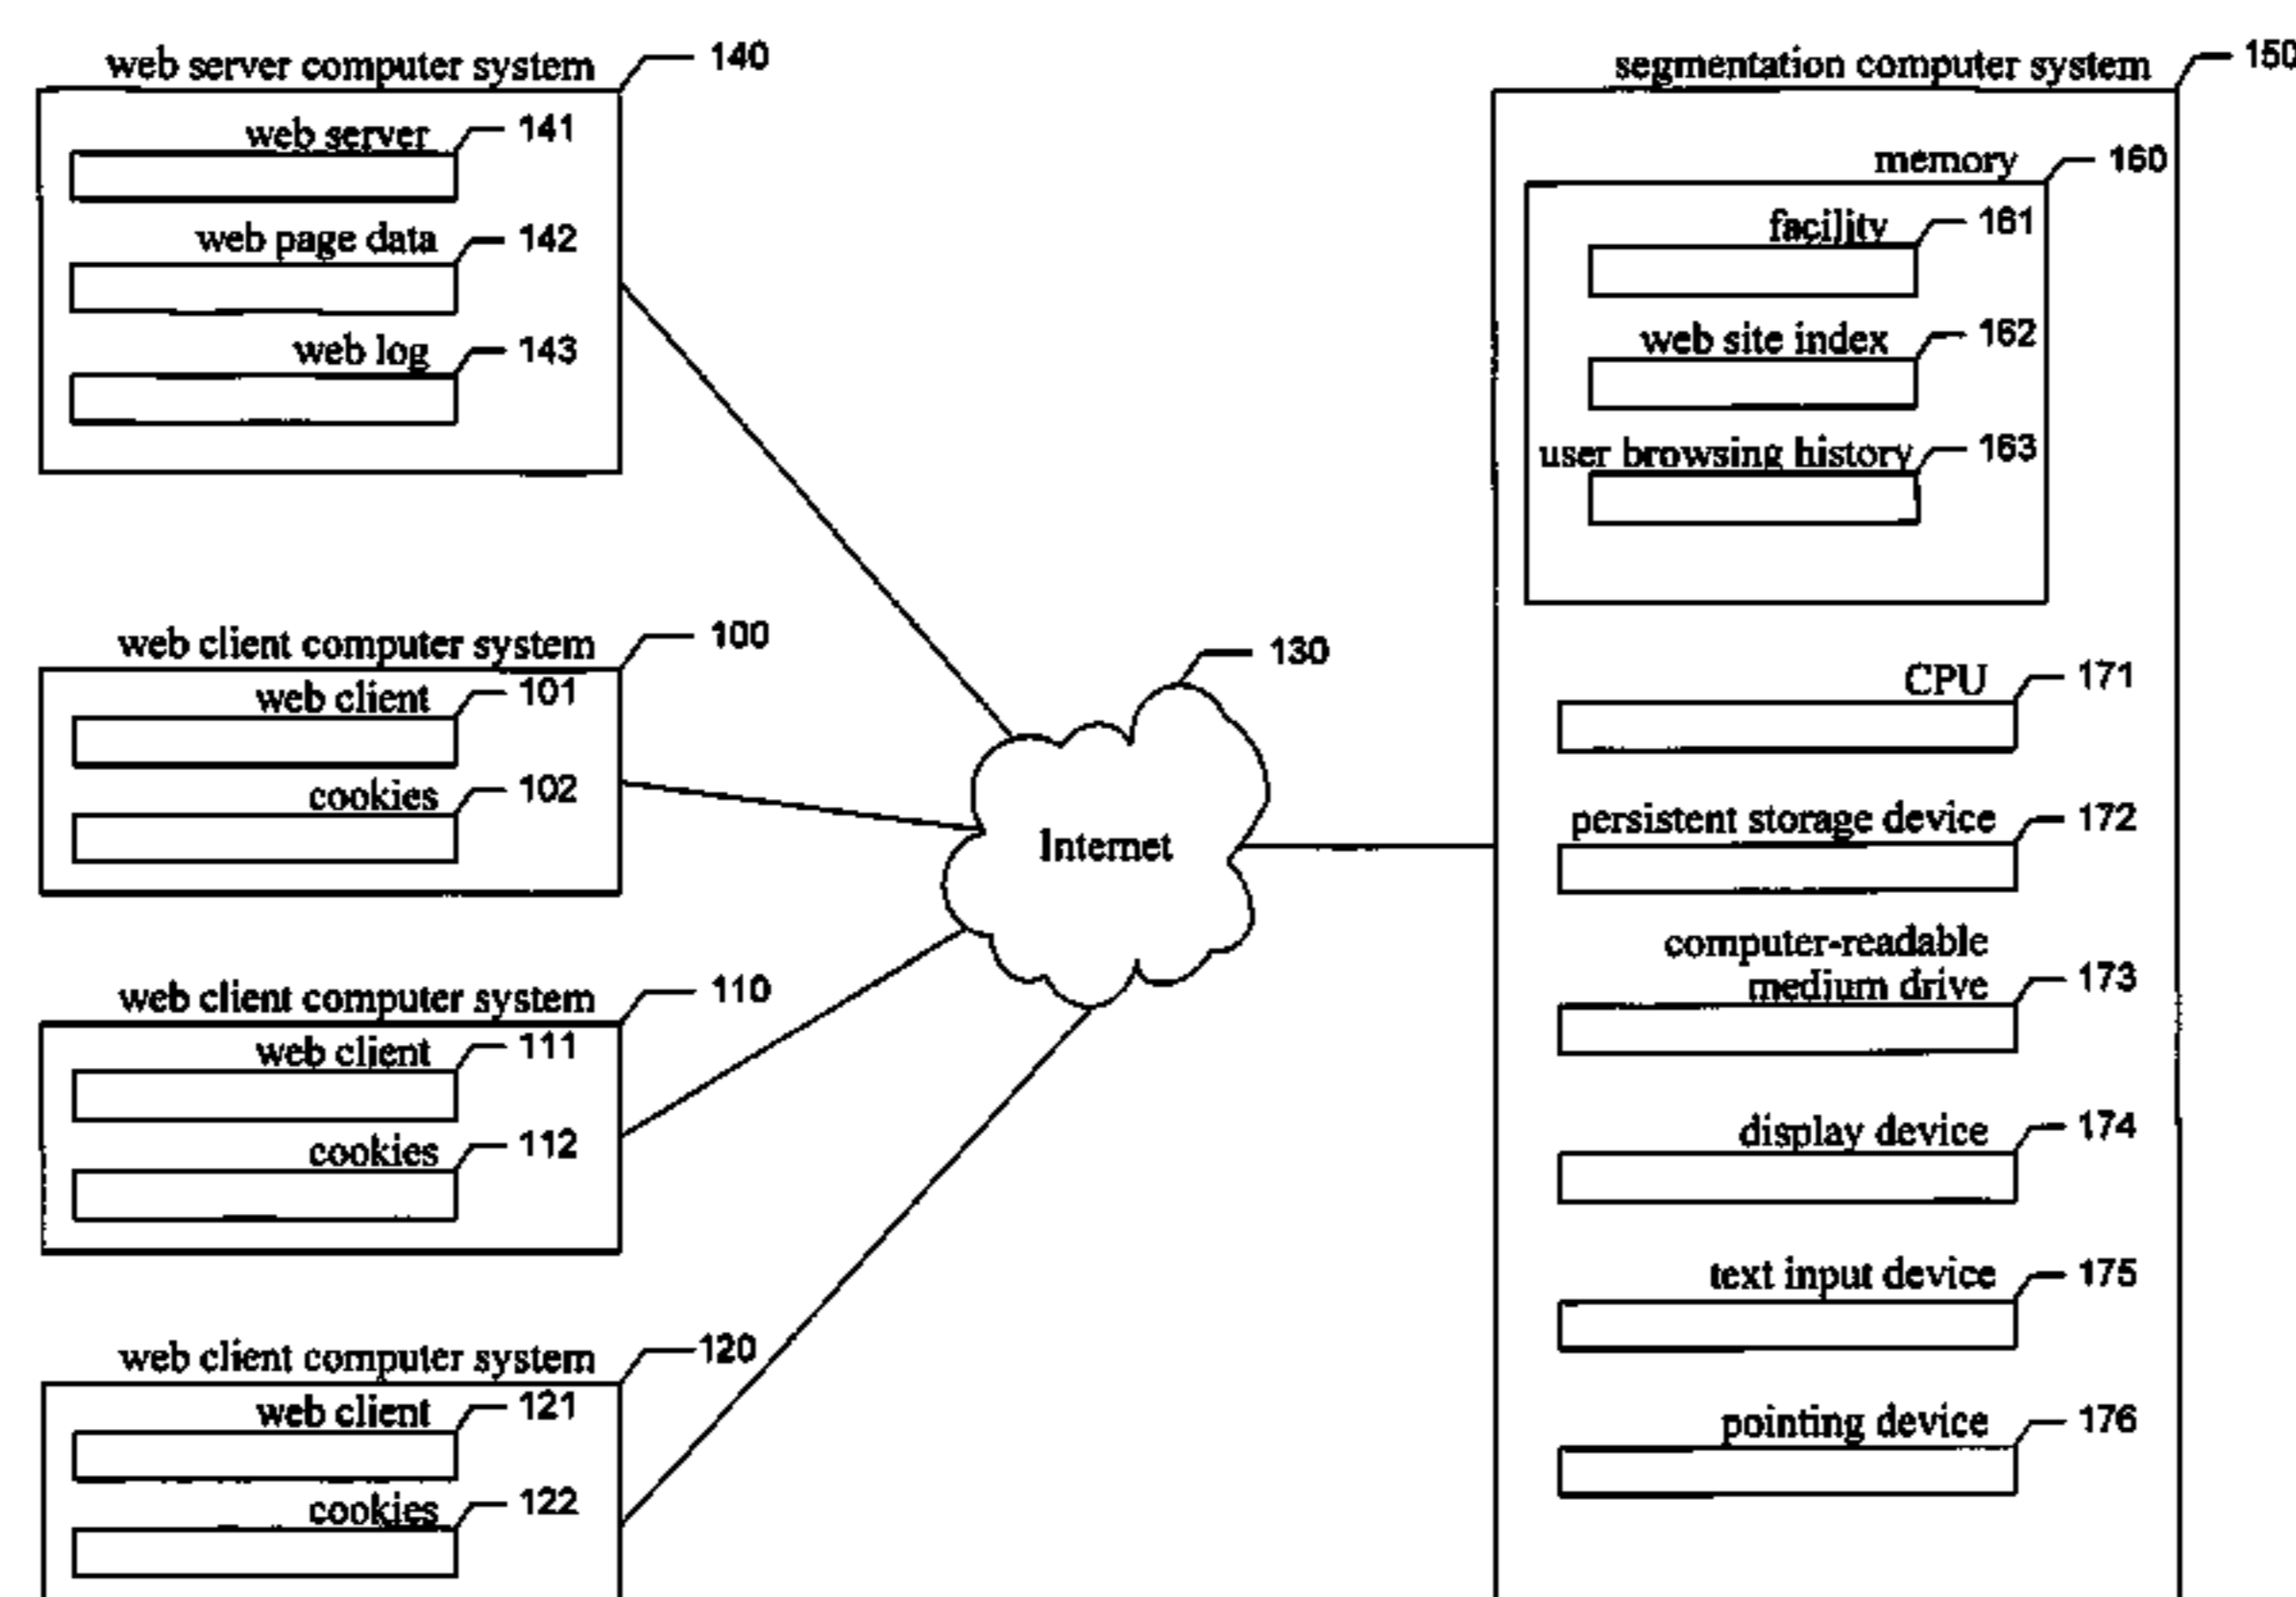 web server computer system 140
web server 141
web page data 142
web log 143
web client computer system 100
web client 101
cookies 102
web client computer system 110
web client 111
cookies 112
web client computer system 120
web client 121
cookies 122
130
Internet
segmentation computer system 150
memory 160
facility 161
web site index 162
user browsing history 163
CPU 171
persistent storage device 172
computer-readable
medium drive 173
display device 174
text input device 175
pointing device 176